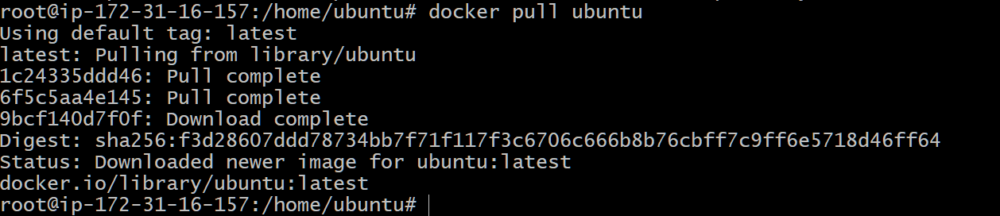 root@ip-172-31-16-157:/home/ubuntu# docker pull ubuntu
Using default tag: latest
latest: Pulling from library/ubuntu
1c24335ddd46: Pull complete
6f5c5aa4e145: Pull complete
9bcf140d7f0f: Download complete
Digest: sha256:f3d28607ddd78734bb7f71f117f3c6706c666b8b76cbff7c9ff6e5718d46ff64
Status: Downloaded newer image for ubuntu:latest
docker.io/library/ubuntu:latest
root@ip-172-31-16-157:/home/ubuntu#